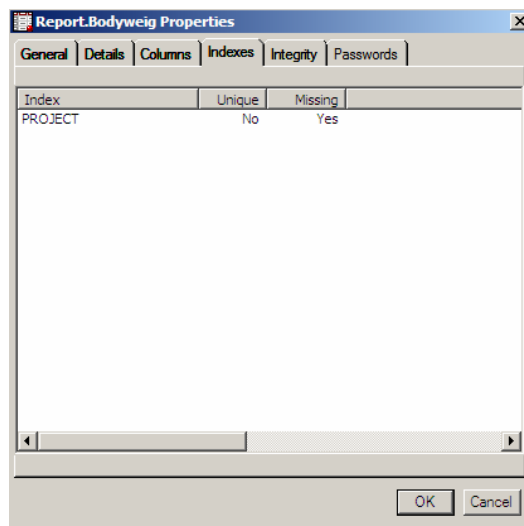 Report.Bodyweig Properties
General Details Columns Indexes Integrity Passwords
Index Unique Missing
PROJECT No Yes
OK Cancel